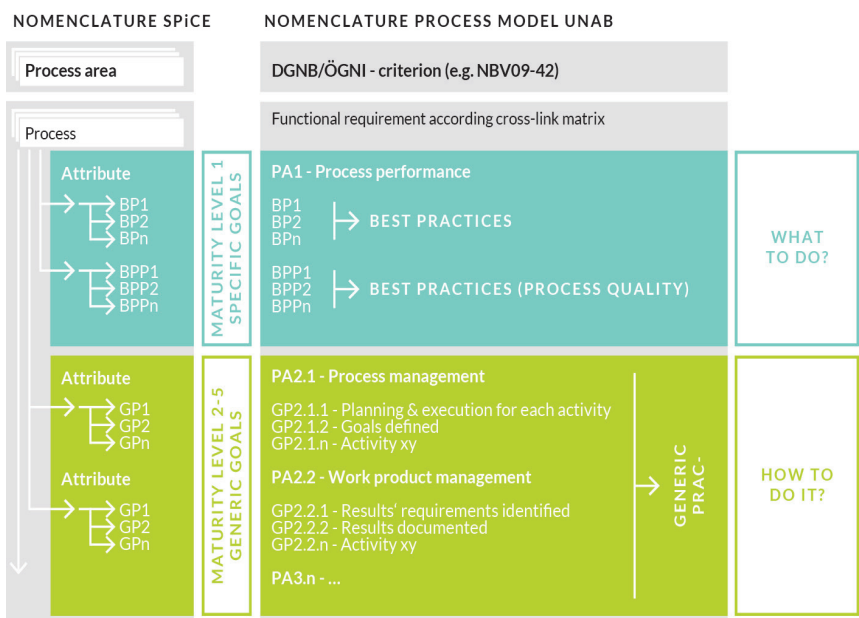 NOMENCLATURE SPiCE
NOMENCLATURE PROCESS MODEL UNAB
Process area
DGNB/ÖGNI - criterion (e.g. NBV09-42)
Process
Functional requirement according cross-link matrix
Attribute
BP1
BP2
BPn
BPP1
BPP2
BPPn
MATURITY LEVEL 1
SPECIFIC GOALS
PA1 - Process performance
BP1
BP2
BPn
BEST PRACTICES
BPP1
BPP2
BPPn
BEST PRACTICES (PROCESS QUALITY)
WHAT
TO DO?
Attribute
GP1
GP2
GPn
Attribute
GP1
GP2
GPn
MATURITY LEVEL 2-5
GENERIC GOALS
PA2.1 - Process management
GP2.1.1 - Planning & execution for each activity
GP2.1.2 - Goals defined
GP2.1.n - Activity xy
PA2.2 - Work product management
GP2.2.1 - Results‘ requirements identified
GP2.2.2 - Results documented
GP2.2.n - Activity xy
PA3.n - ...
GENERIC
PRAC-
HOW TO
DO IT?